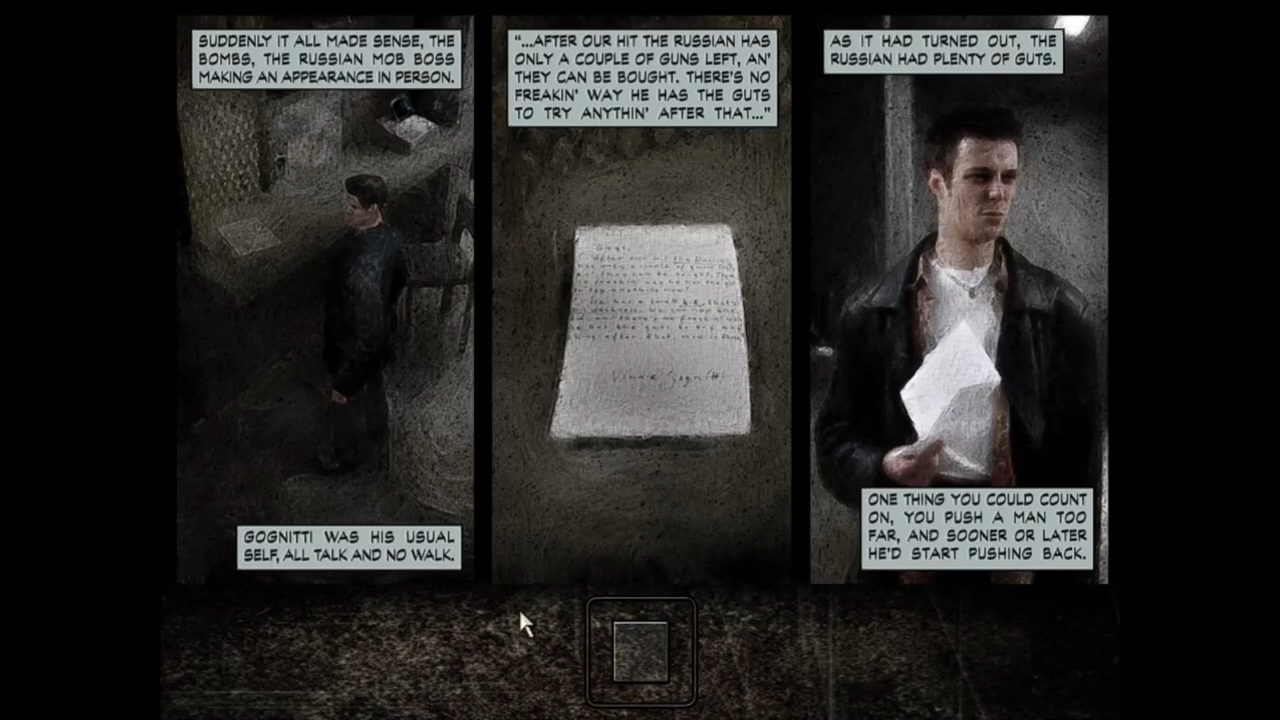 SUDDENLY IT ALL MADE SENSE, THE
BOMBS, THE RUSSIAN MOB BOSS
MAKING AN APPEARANCE IN PERSON.
GOGNITTI WAS HIS USUAL
SELF, ALL TALK AND NO WALK.
"...AFTER OUR HIT THE RUSSIAN HAS
ONLY A COUPLE OF GUNS LEFT, AN'
THEY CAN BE BOUGHT. THERE'S NO
FREAKIN' WAY HE HAS THE GUTS
TO TRY ANYTHIN' AFTER THAT..."
Vinnie Gognitti
AS IT HAD TURNED OUT, THE
RUSSIAN HAD PLENTY OF GUTS.
ONE THING YOU COULD COUNT
ON, YOU PUSH A MAN TOO
FAR, AND SOONER OR LATER
HE'D START PUSHING BACK.